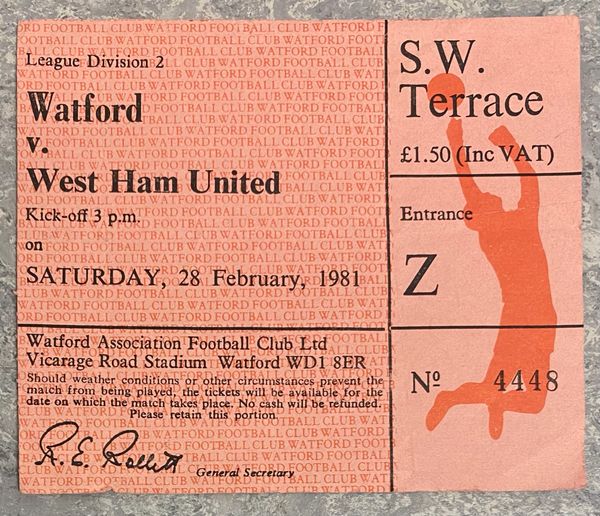 League Division 2
Watford
v.
West Ham United
Kick-off 3 p.m.
on
SATURDAY, 28 February, 1981
Watford Association Football Club Ltd
Vicarage Road Stadium Watford WD1 8ER
Should weather conditions or other circumstances prevent the
match from being played, the tickets will be available for the
date on which the match takes place. No cash will be refunded.
Please retain this portion.
R. E. Rollitt
General Secretary
S.W.
Terrace
£1.50 (Inc VAT)
Entrance
Z
Nº 4448